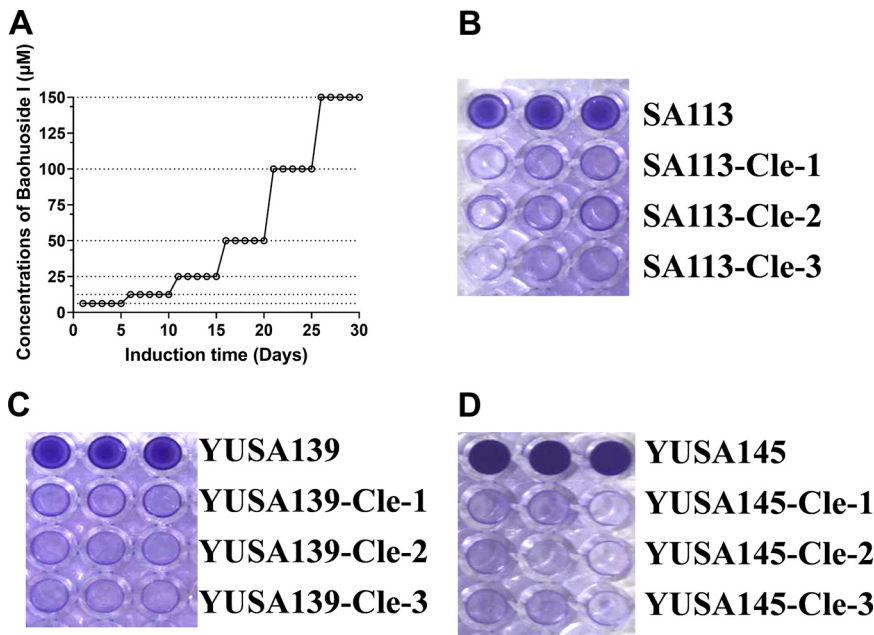 A
Concentrations of Baohuoside I (μM)
150
125
100
75
50
25
0
0 5 10 15 20 25 30
Induction time (Days)
B
SA113
SA113-Cle-1
SA113-Cle-2
SA113-Cle-3
C
YUSA139
YUSA139-Cle-1
YUSA139-Cle-2
YUSA139-Cle-3
D
YUSA145
YUSA145-Cle-1
YUSA145-Cle-2
YUSA145-Cle-3